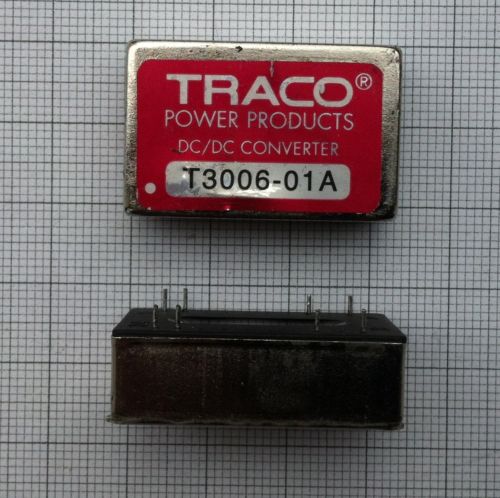 TRACO®
POWER PRODUCTS
DC/DC CONVERTER
T3006-01A